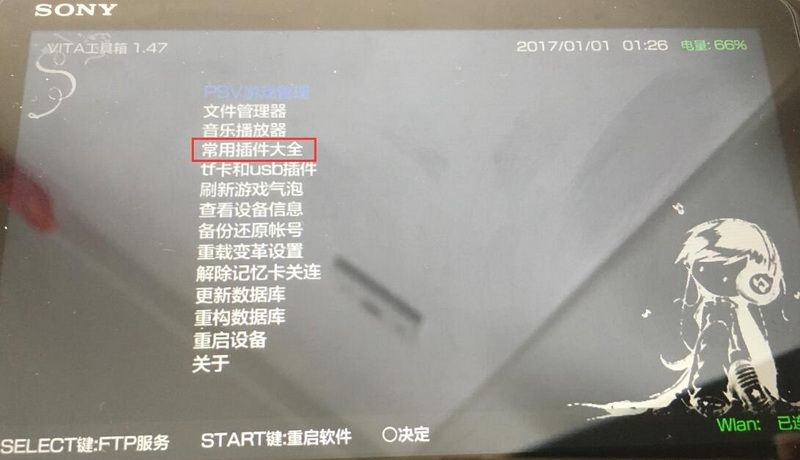 SONY
VITA工具箱 1.47
2017/01/01 01:26 电量: 66%
PSV游戏管理
文件管理器
音乐播放器
常用插件大全
tf卡和usb插件
刷新游戏气泡
查看设备信息
备份还原帐号
重载变革设置
解除记忆卡关连
更新数据库
重构数据库
重启设备
关于
Wlan: 已连
SELECT键:FTP服务 START键:重启软件 ○决定